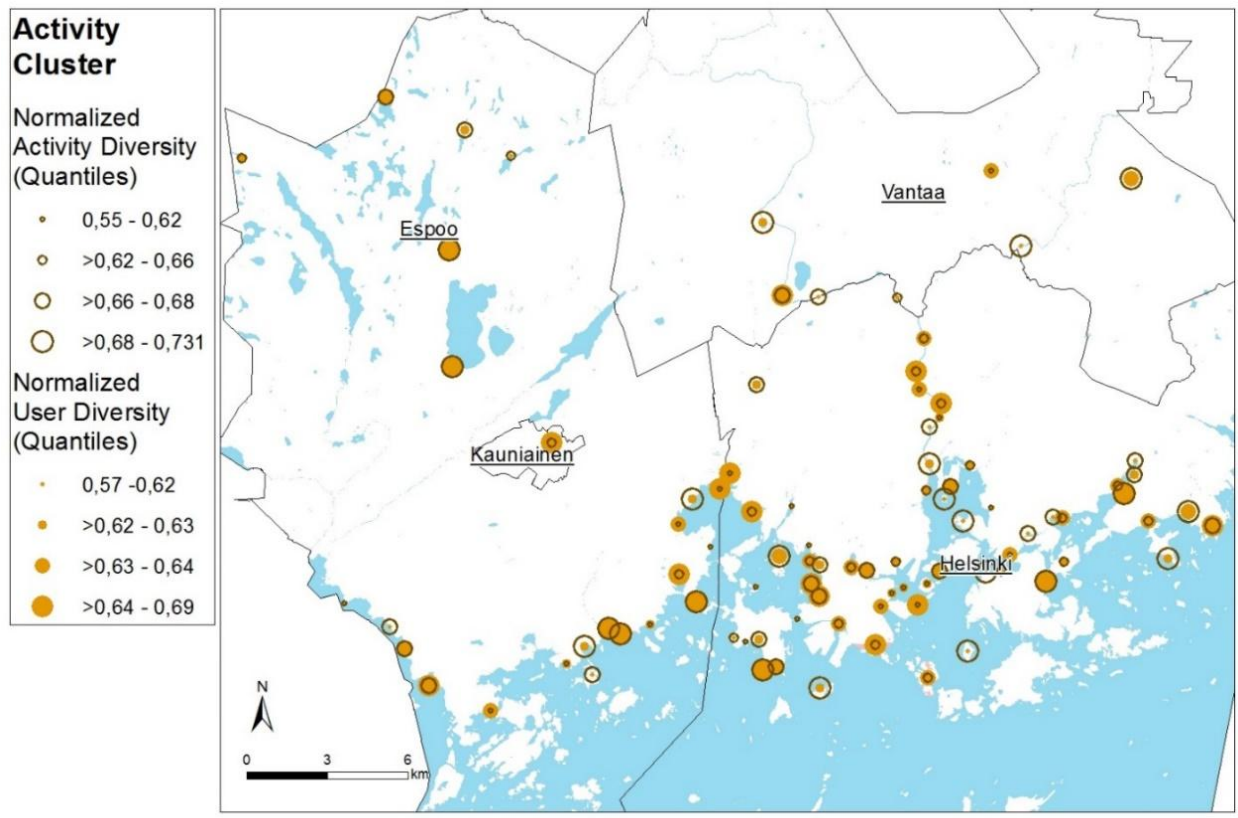 Activity
Cluster
Normalized
Activity Diversity
(Quantiles)
0,55 - 0,62
>0,62 - 0,66
>0,66 - 0,68
>0,68 - 0,731
Normalized
User Diversity
(Quantiles)
0,57 -0,62
>0,62 - 0,63
>0,63 - 0,64
>0,64 - 0,69
Vantaa
Espoo
Kauniainen
Helsinki
N
0 3 6
km